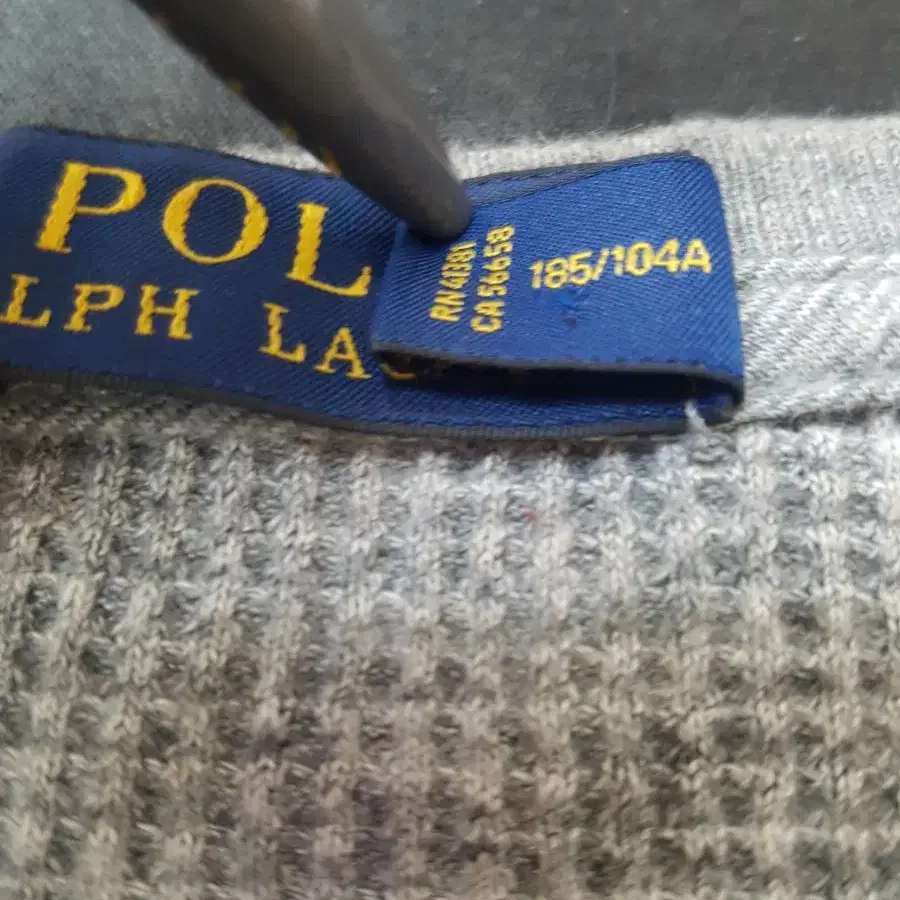 POL
LPH LA
RN 41381
CA 56658
185/104A